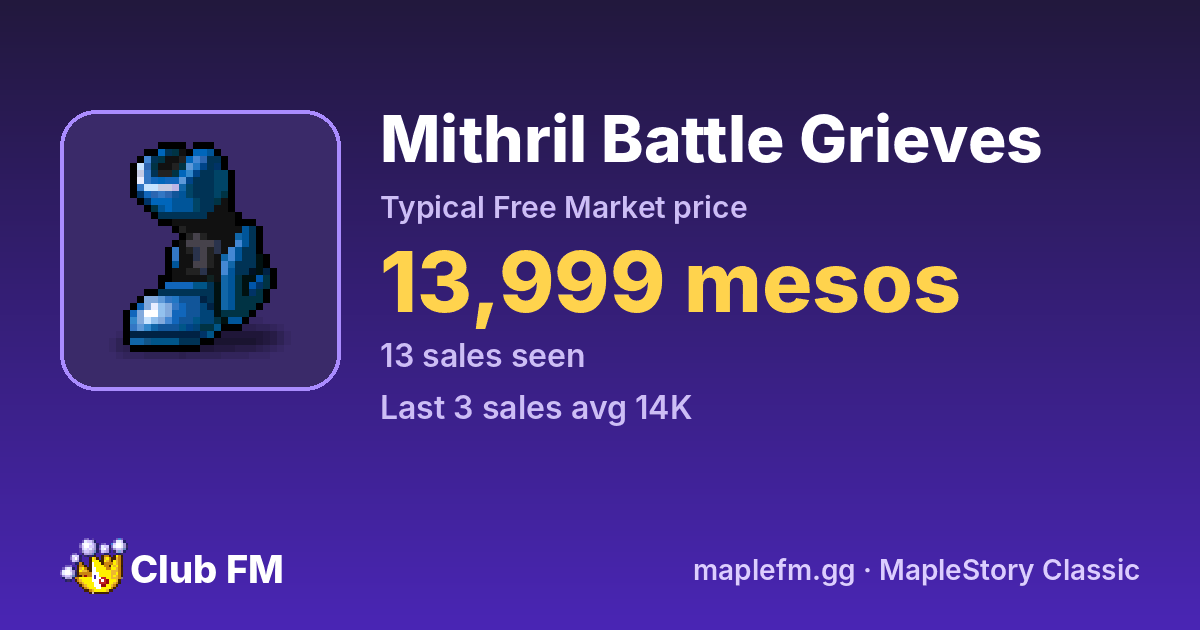 Mithril Battle Grieves
Typical Free Market price
13,999 mesos
13 sales seen
Last 3 sales avg 14K
Club FM
maplefm.gg · MapleStory Classic